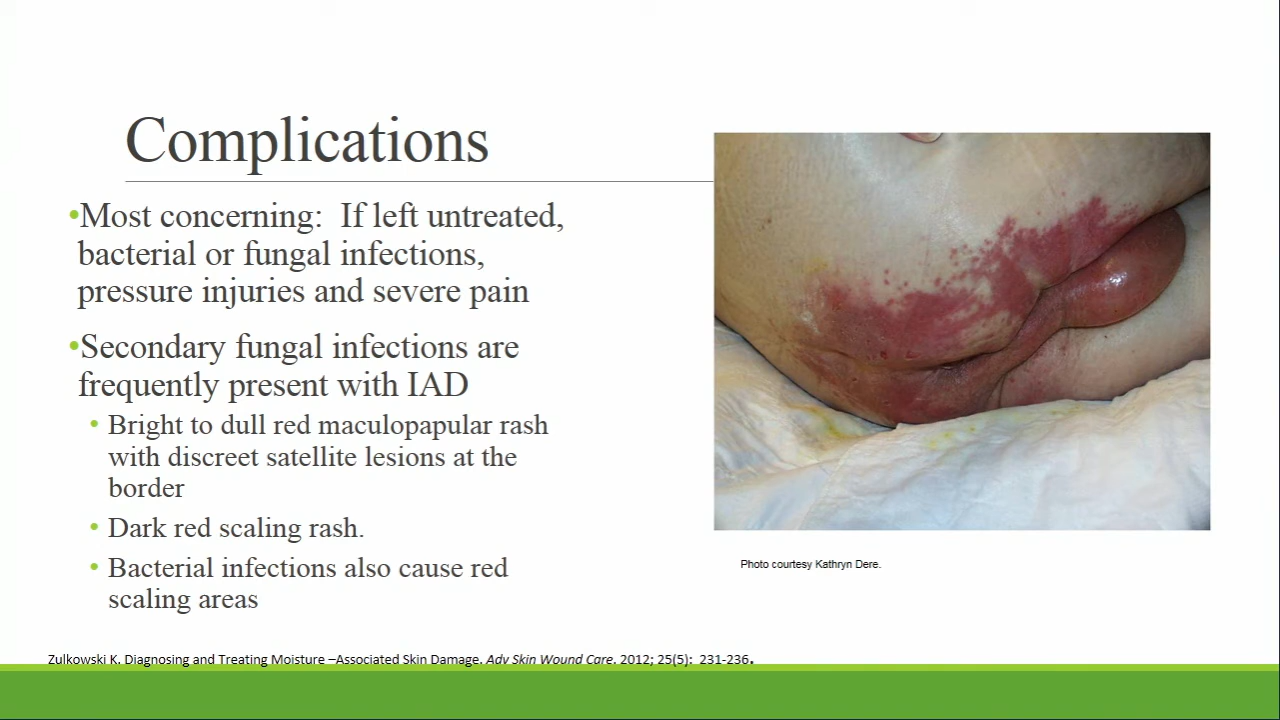 Complications
•Most concerning:  If left untreated,
bacterial or fungal infections,
pressure injuries and severe pain
•Secondary fungal infections are
frequently present with IAD
• Bright to dull red maculopapular rash
with discreet satellite lesions at the
border
• Dark red scaling rash.
• Bacterial infections also cause red
scaling areas
Photo courtesy Kathryn Dere.
Zulkowski K. Diagnosing and Treating Moisture –Associated Skin Damage. Adv Skin Wound Care. 2012; 25(5):  231-236.